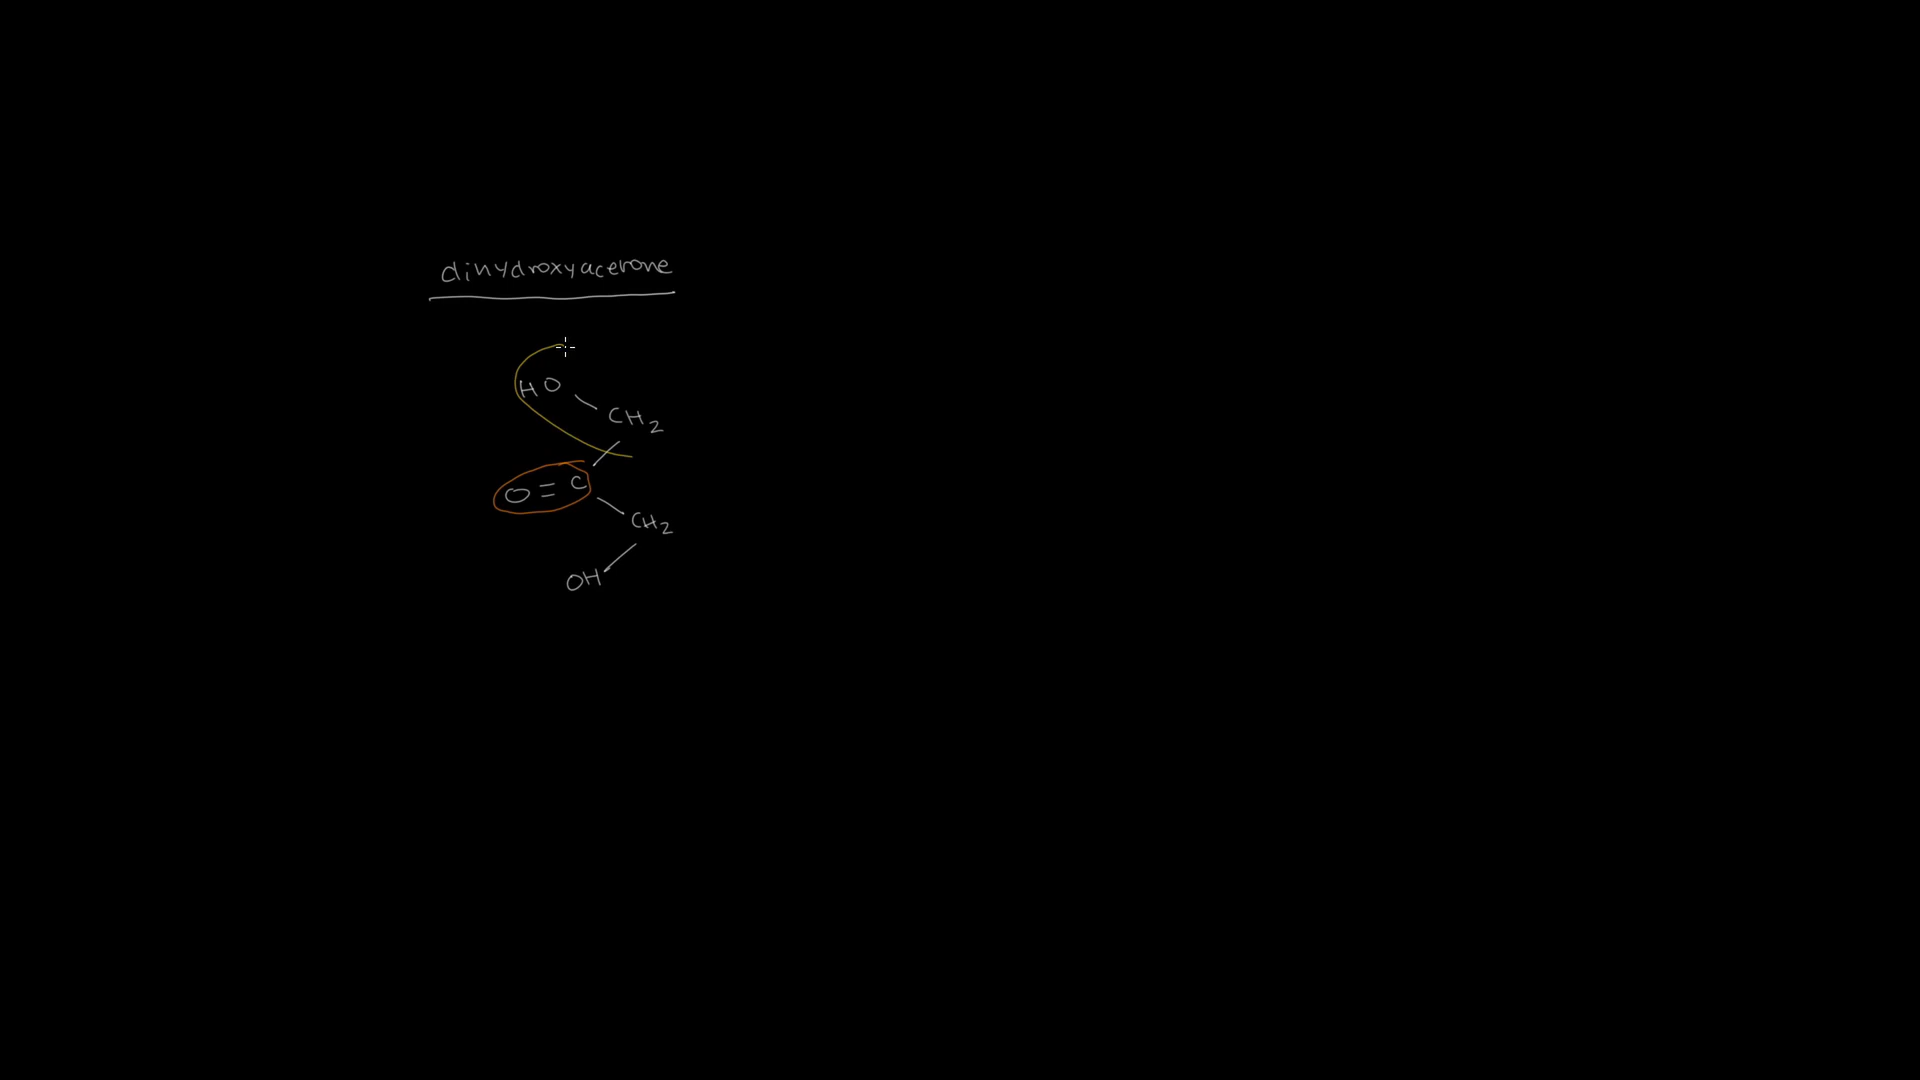 dihydroxyacetone
HO
CH2
O = C
CH2
OH